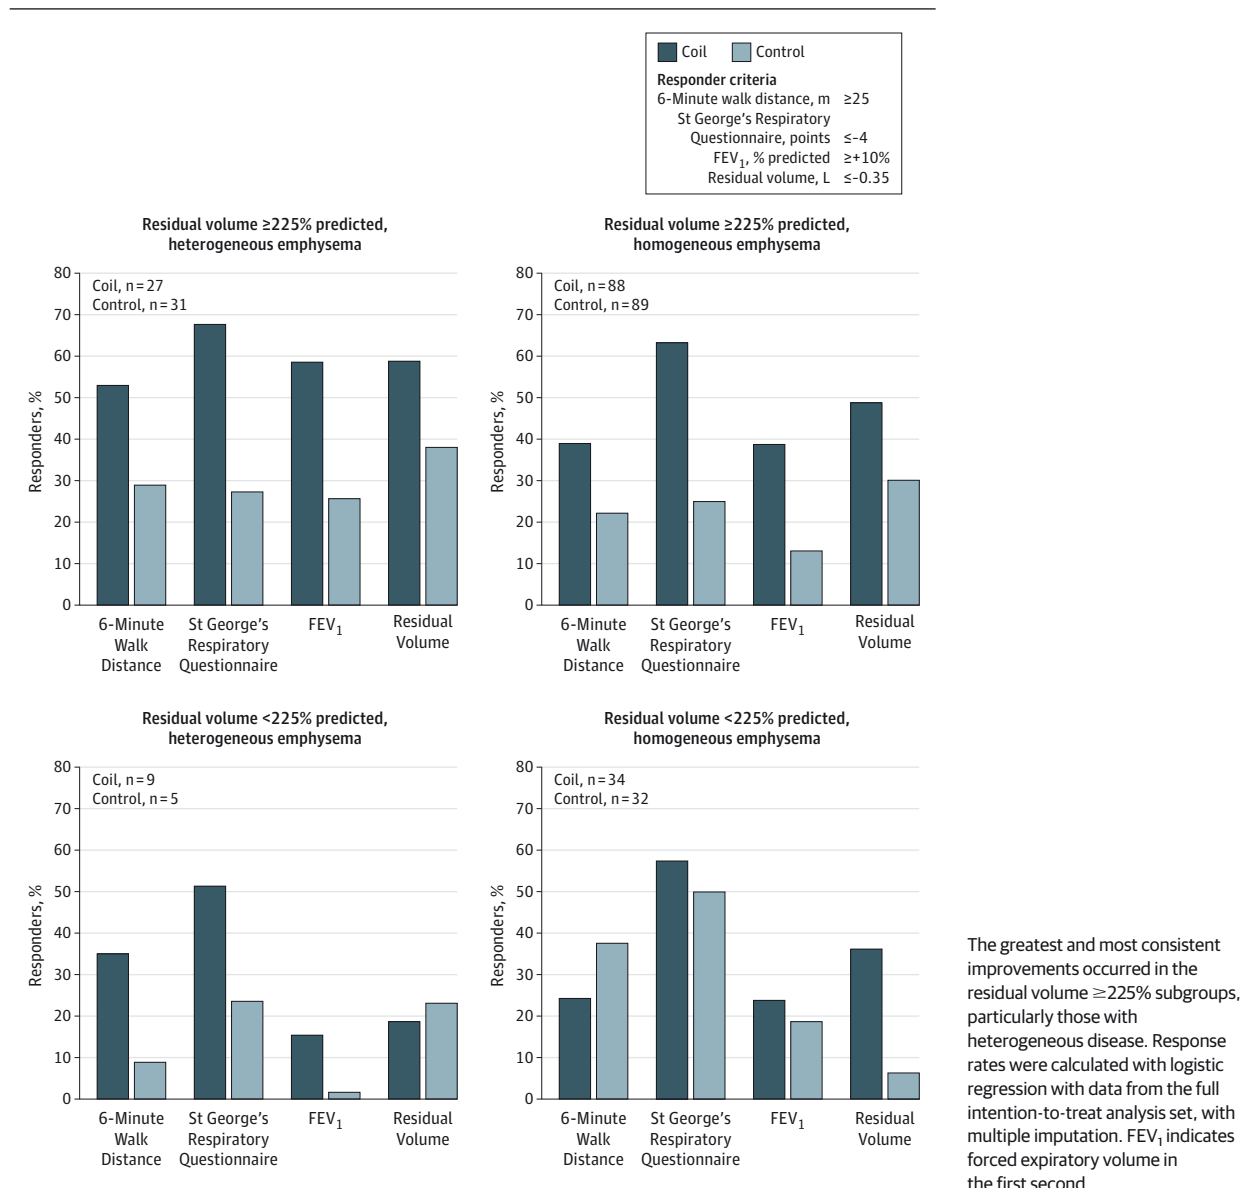 Coil Control
Responder criteria
6-Minute walk distance, m ≥25
St George's Respiratory
Questionnaire, points ≤-4
FEV1, % predicted ≥+10%
Residual volume, L ≤-0.35
Residual volume ≥225% predicted,
heterogeneous emphysema
80
70
60
50
40
30
20
10
0
Responders, %
Coil, n=27
Control, n=31
6-Minute
Walk
Distance
St George's
Respiratory
Questionnaire
FEV1
Residual
Volume
Residual volume ≥225% predicted,
homogeneous emphysema
80
70
60
50
40
30
20
10
0
Responders, %
Coil, n=88
Control, n=89
6-Minute
Walk
Distance
St George's
Respiratory
Questionnaire
FEV1
Residual
Volume
Residual volume <225% predicted,
heterogeneous emphysema
80
70
60
50
40
30
20
10
0
Responders, %
Coil, n=9
Control, n=5
6-Minute
Walk
Distance
St George's
Respiratory
Questionnaire
FEV1
Residual
Volume
Residual volume <225% predicted,
homogeneous emphysema
80
70
60
50
40
30
20
10
0
Responders, %
Coil, n=34
Control, n=32
6-Minute
Walk
Distance
St George's
Respiratory
Questionnaire
FEV1
Residual
Volume
The greatest and most consistent
improvements occurred in the
residual volume ≥225% subgroups,
particularly those with
heterogeneous disease. Response
rates were calculated with logistic
regression with data from the full
intention-to-treat analysis set, with
multiple imputation. FEV1 indicates
forced expiratory volume in
the first second.